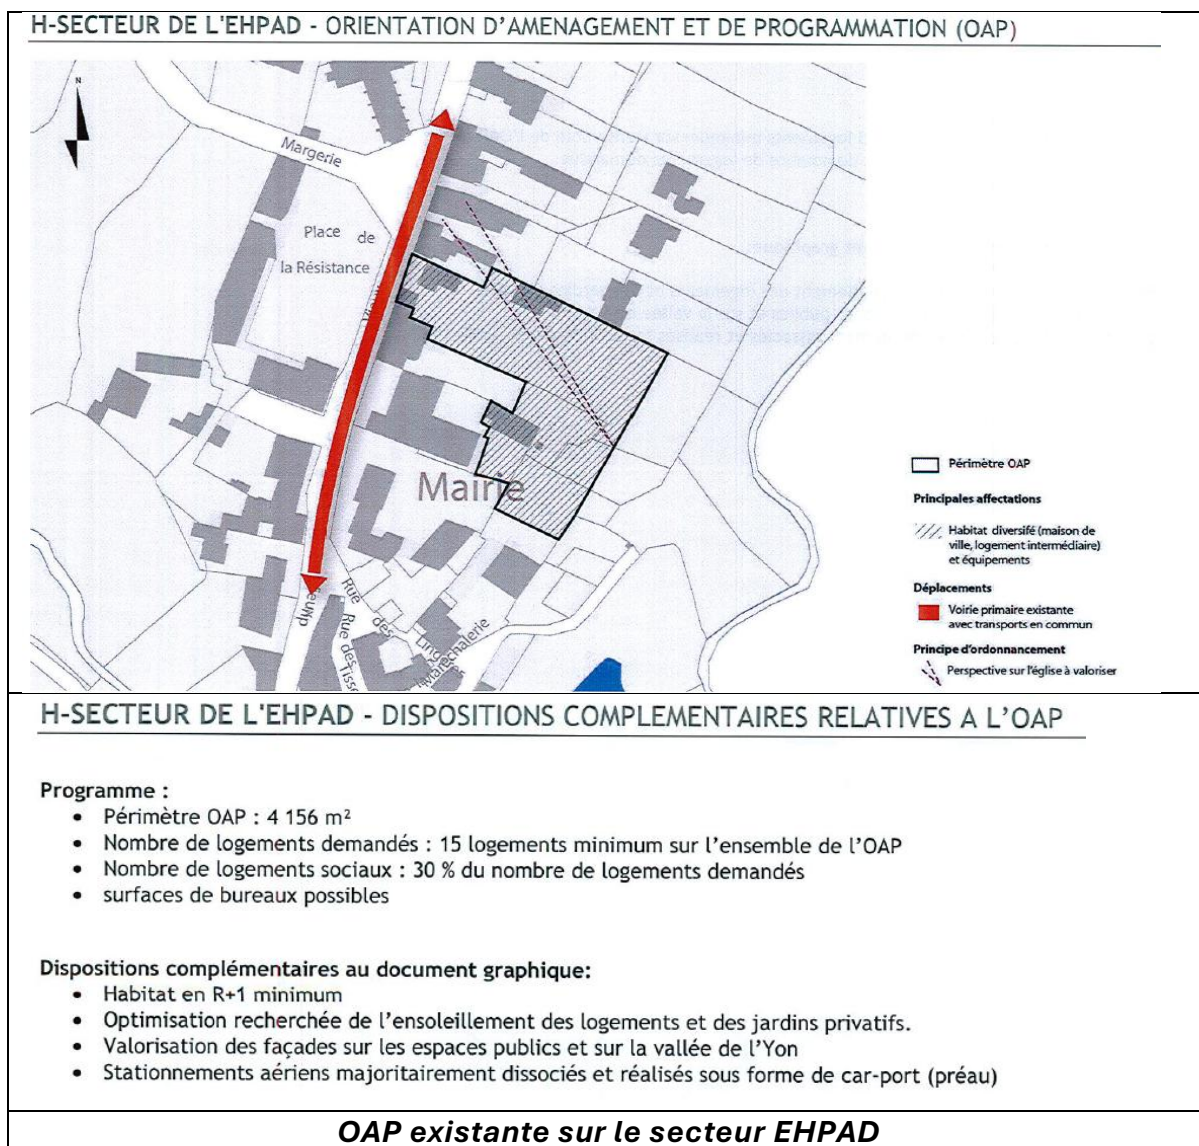 H-SECTEUR DE L'EHPAD - ORIENTATION D'AMENAGEMENT ET DE PROGRAMMATION (OAP)
N
Margerie
Place de
la Résistance
Mairie
Rue des
Rue des
Maréchalerie
Périmètre OAP
Principales affectations
Habitat diversifé (maison de
ville, logement intermédiaire)
et équipements
Déplacements
Voirie primaire existante
avec transports en commun
Principe d'ordonnancement
Perspective sur l'église à valoriser
H-SECTEUR DE L'EHPAD - DISPOSITIONS COMPLEMENTAIRES RELATIVES A L'OAP
Programme :
• Périmètre OAP : 4 156 m²
• Nombre de logements demandés : 15 logements minimum sur l'ensemble de l'OAP
• Nombre de logements sociaux : 30 % du nombre de logements demandés
• surfaces de bureaux possibles
Dispositions complémentaires au document graphique:
• Habitat en R+1 minimum
• Optimisation recherchée de l'ensoleillement des logements et des jardins privatifs.
• Valorisation des façades sur les espaces publics et sur la vallée de l'Yon
• Stationnements aériens majoritairement dissociés et réalisés sous forme de car-port (préau)
OAP existante sur le secteur EHPAD